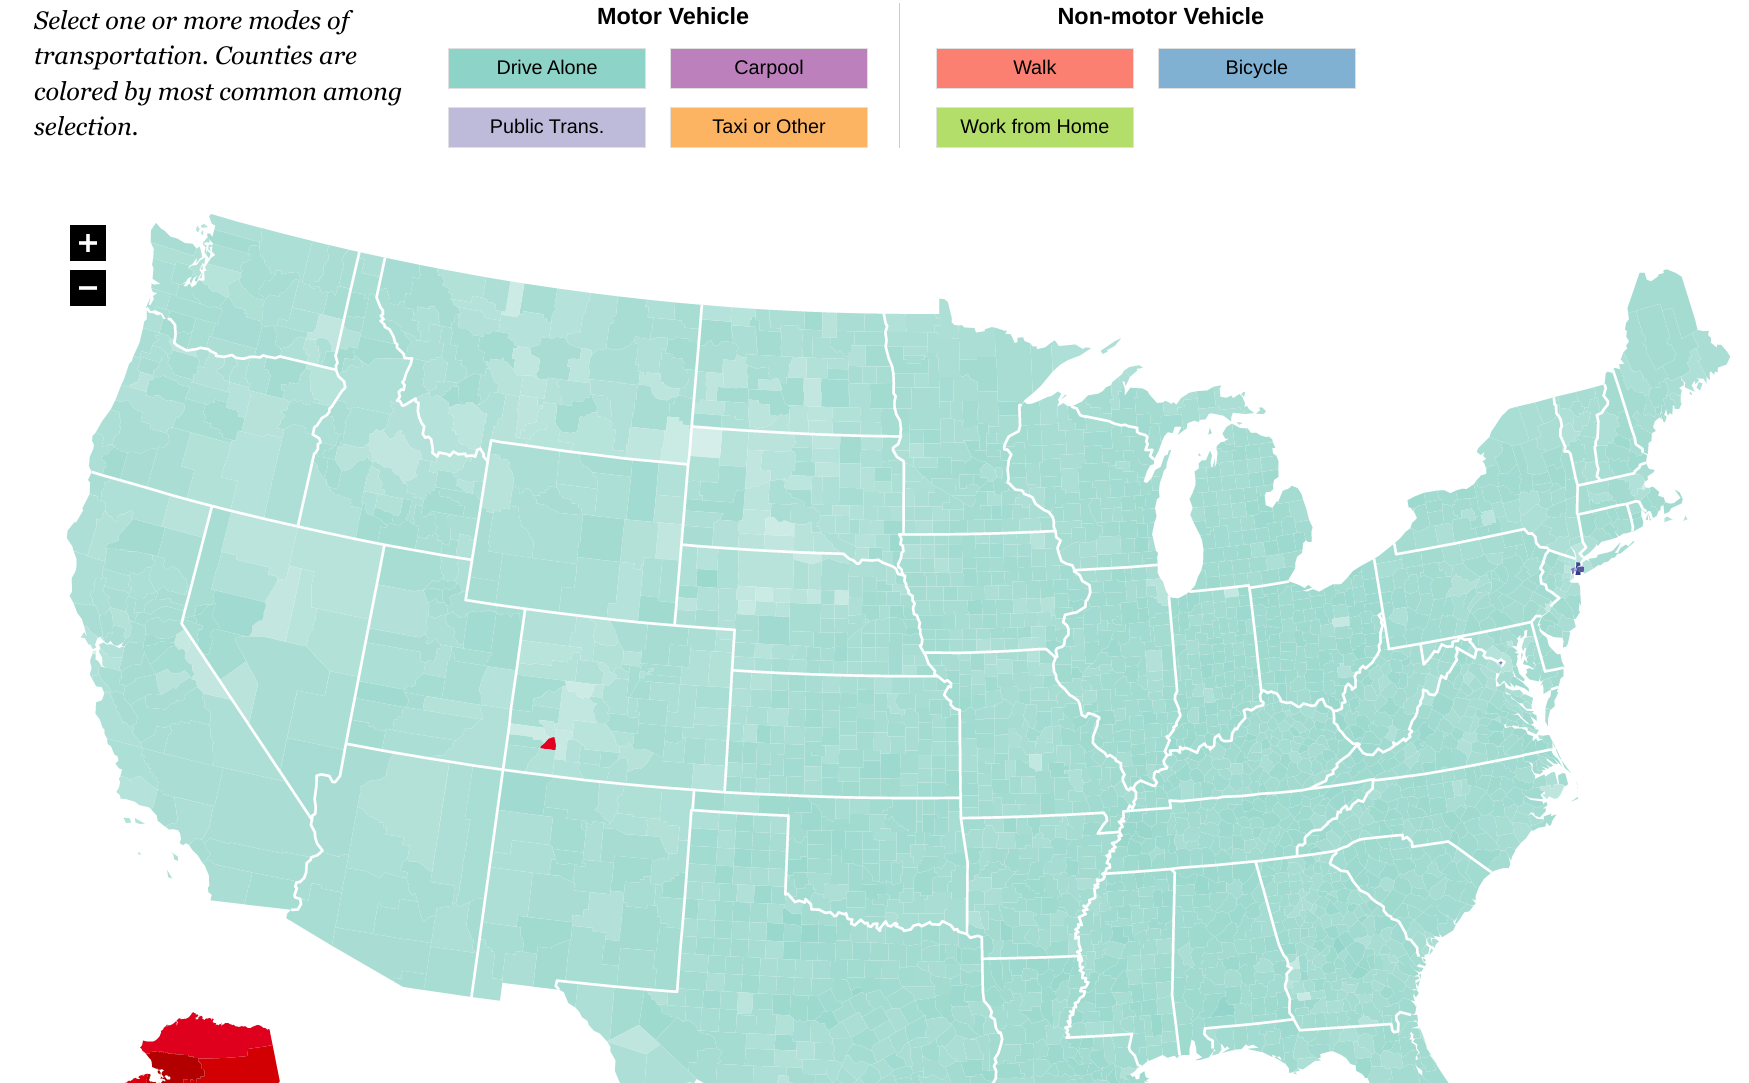 Select one or more modes of
transportation. Counties are
colored by most common among
selection.
Motor Vehicle
Non-motor Vehicle
Drive Alone
Carpool
Walk
Bicycle
Public Trans.
Taxi or Other
Work from Home
+
−